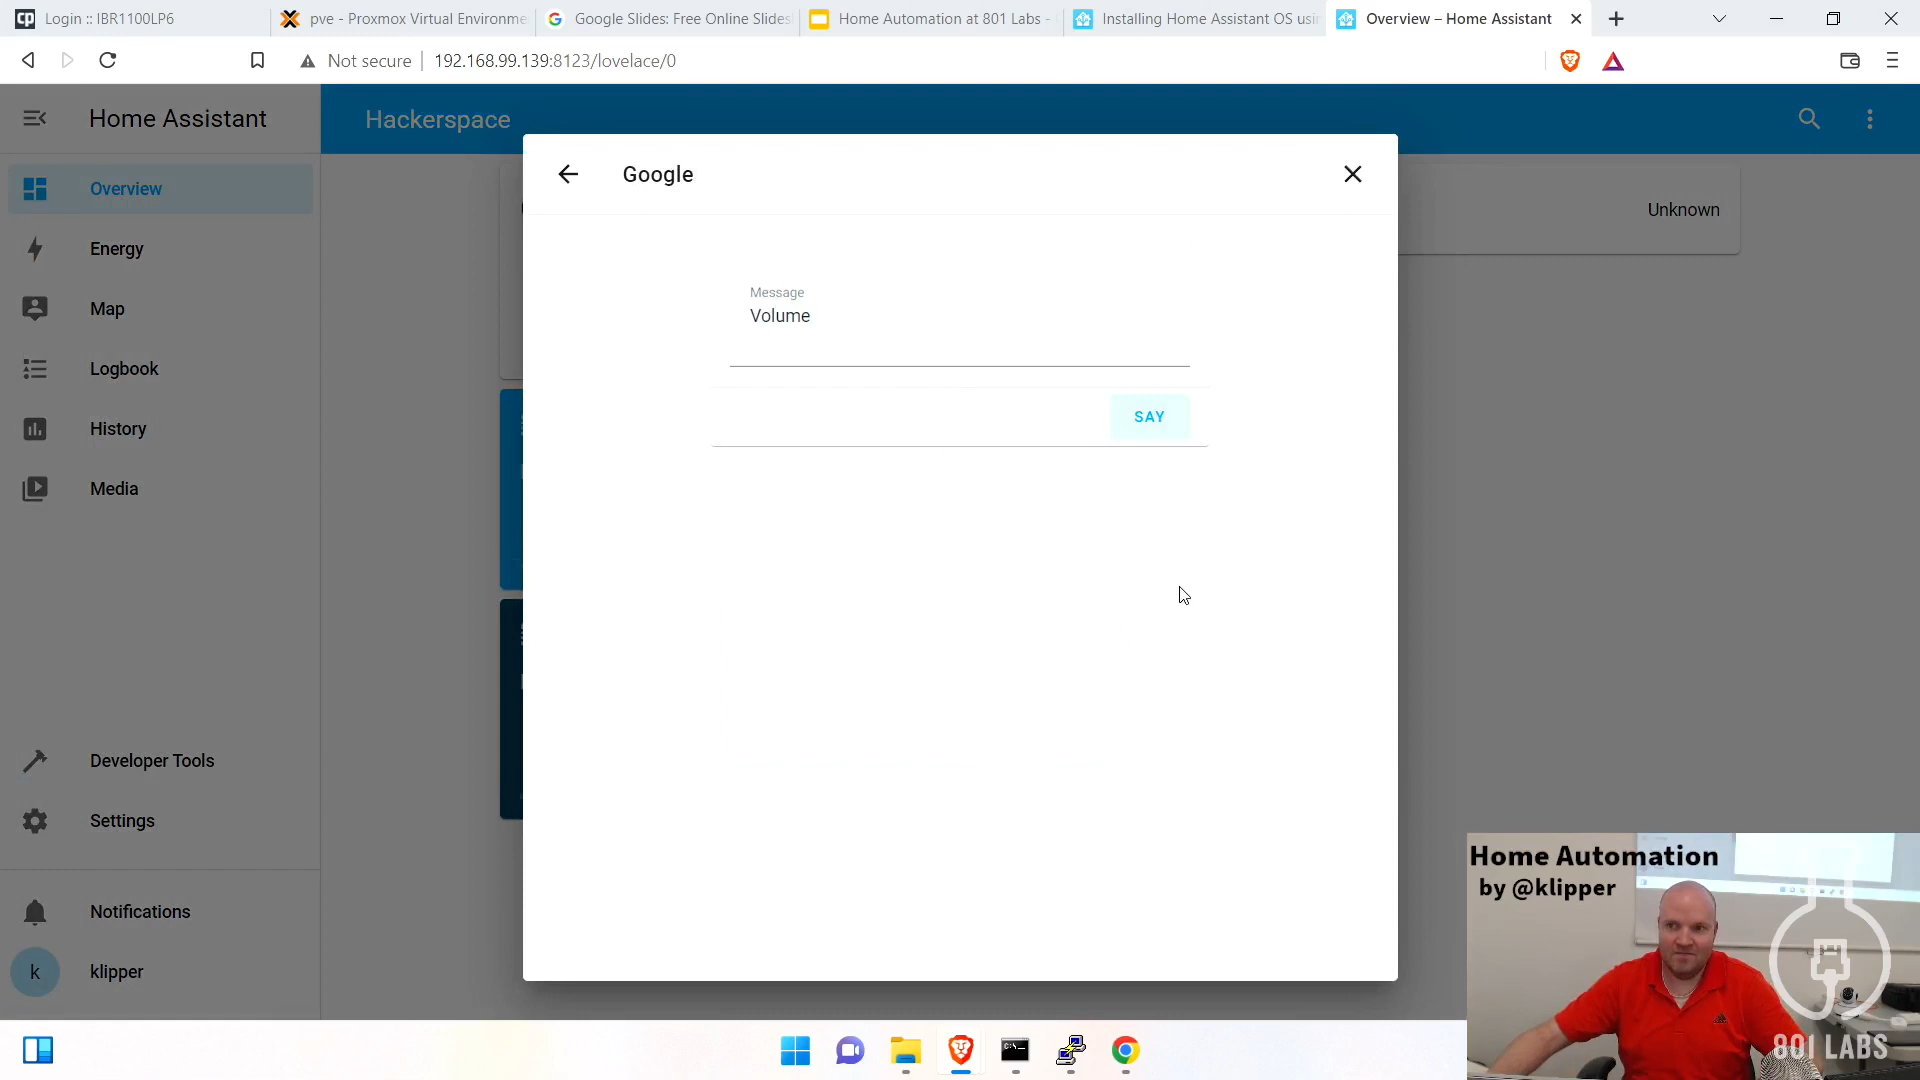 Login :: IBR1100LP6
pve - Proxmox Virtual Environme
Google Slides: Free Online Slides
Home Automation at 801 Labs -
Installing Home Assistant OS usin
Overview – Home Assistant
Not secure
192.168.99.139:8123/lovelace/0
Home Assistant
Hackerspace
Overview
Energy
Map
Logbook
History
Media
Developer Tools
Settings
Notifications
k
klipper
Google
Unknown
Message
Volume
SAY
Home Automation
by @klipper
801 LABS